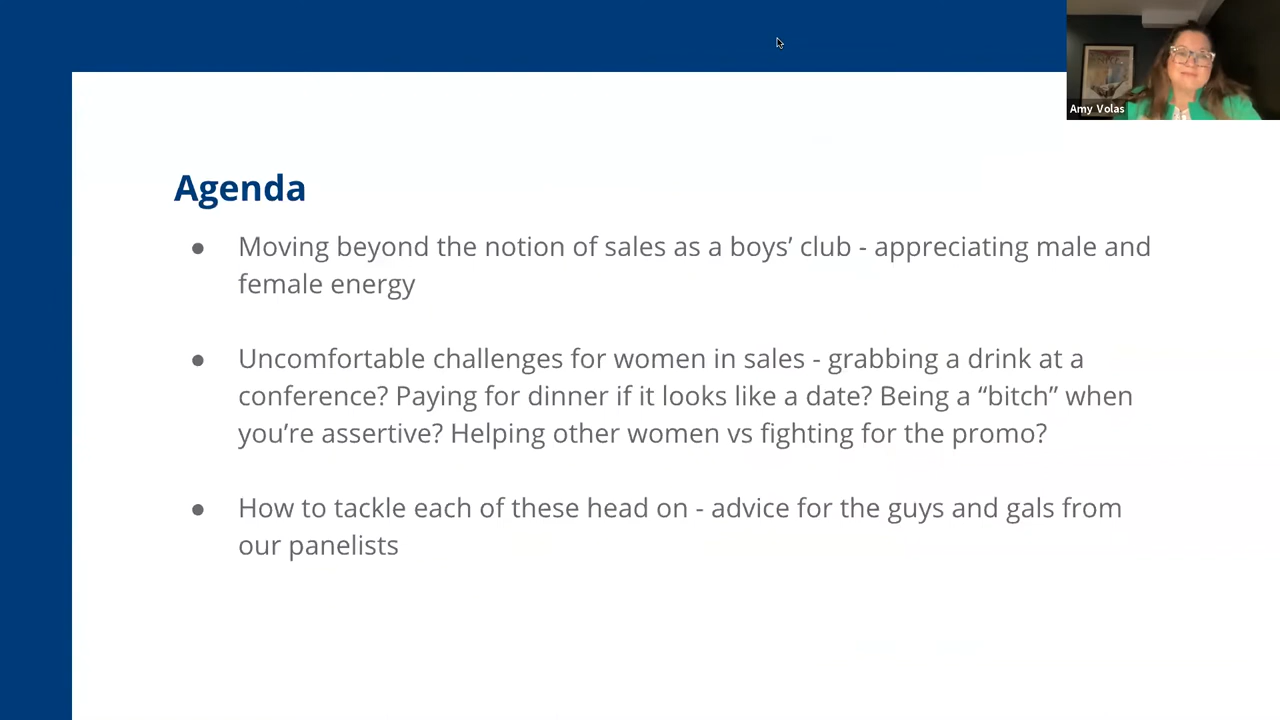 Amy Volas
Agenda
● Moving beyond the notion of sales as a boys’ club - appreciating male and
female energy
● Uncomfortable challenges for women in sales - grabbing a drink at a
conference? Paying for dinner if it looks like a date? Being a “bitch” when
you’re assertive? Helping other women vs fighting for the promo?
● How to tackle each of these head on - advice for the guys and gals from
our panelists